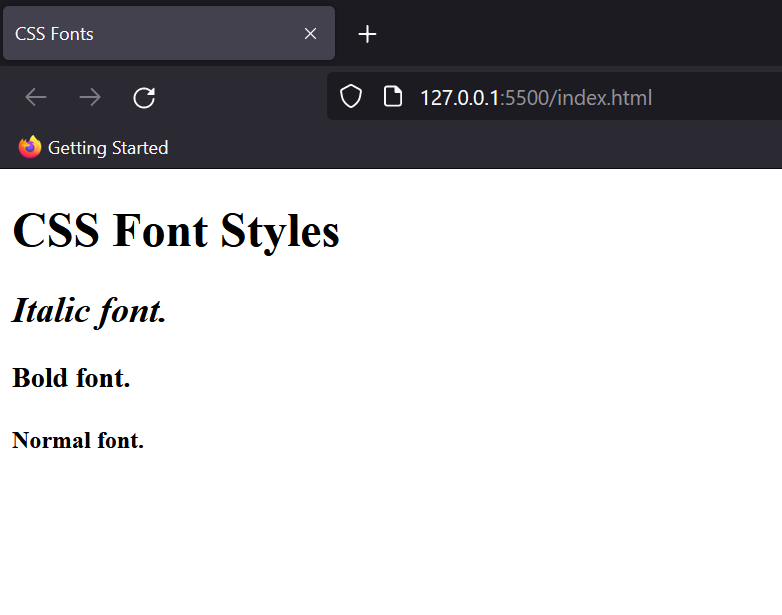 CSS Fonts
127.0.0.1:5500/index.html
Getting Started
CSS Font Styles
Italic font.
Bold font.
Normal font.